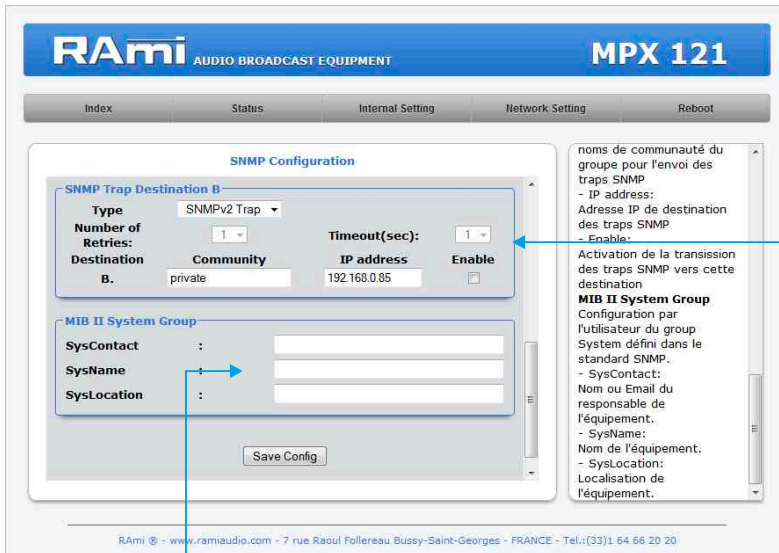 RAmi AUDIO BROADCAST EQUIPMENT
MPX 121
Index Status Internal Setting Network Setting Reboot
SNMP Configuration
SNMP Trap Destination B
Type SNMPv2 Trap
Number of Retries: 1 Timeout(sec): 1
Destination Community IP address Enable
B. private 192.168.0.85
MIB II System Group
SysContact :
SysName :
SysLocation :
Save Config
noms de communauté du
groupe pour l'envoi des
traps SNMP
- IP address:
Adresse IP de destination
des traps SNMP
- Enable:
Activation de la transission
des traps SNMP vers cette
destination
MIB II System Group
Configuration par
l'utilisateur du group
System défini dans le
standard SNMP.
- SysContact:
Nom ou Email du
responsable de
l'équipement.
- SysName:
Nom de l'équipement.
- SysLocation:
Localisation de
l'équipement.
RAmi ® - www.ramiaudio.com - 7 rue Raoul Follereau Bussy-Saint-Georges - FRANCE - Tel.:(33)1 64 66 20 20